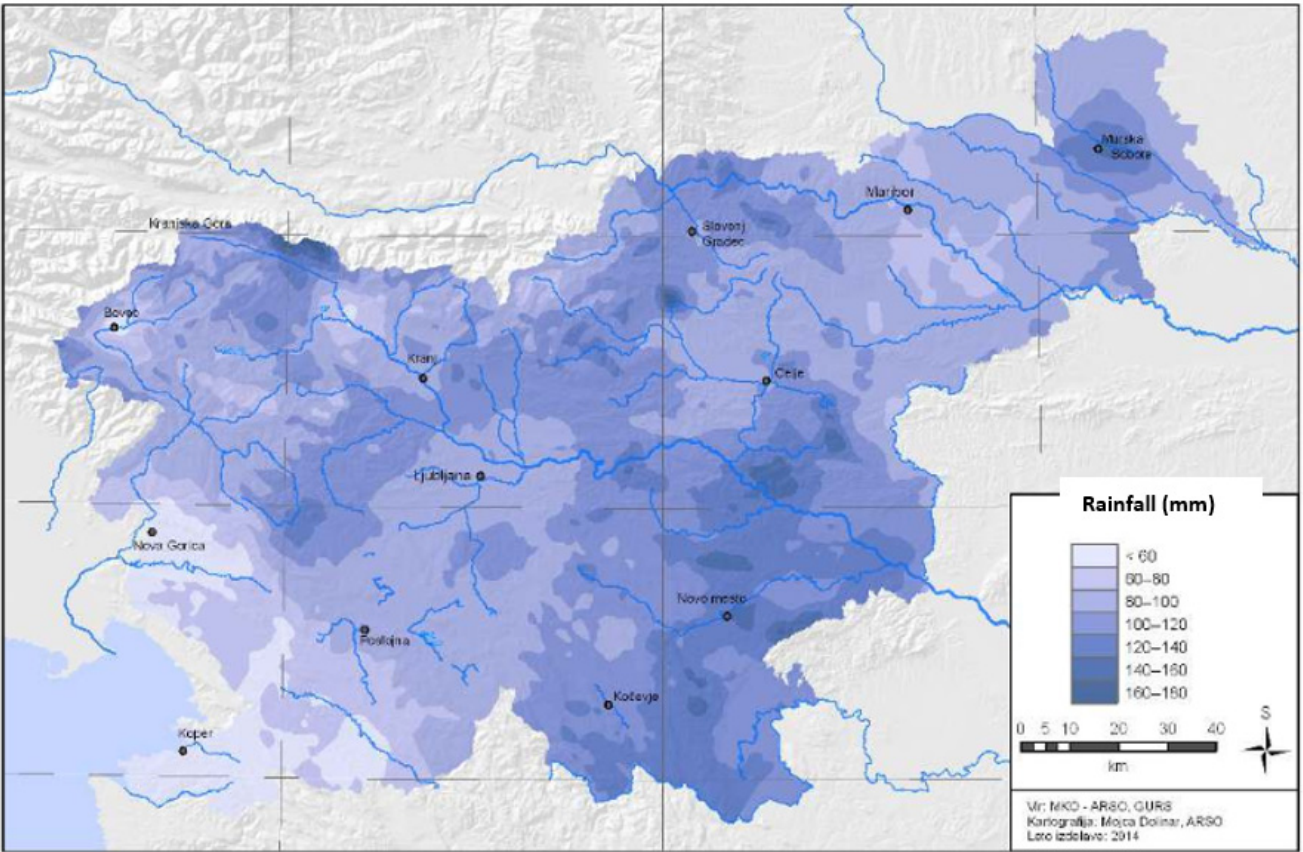 Murska
Sobota
Maribor
Kranjska Gora
Slovenj
Gradec
Bovec
Kranj
Celje
Ljubljana
Nova Gorica
Novo mesto
Postojna
Kočevje
Koper
Rainfall (mm)
< 60
60–80
80–100
100–120
120–140
140–160
160–180
S
0 5 10 20 30 40
km
Vir: MKO - ARSO, GURS
Kartografija: Mojca Dolinar, ARSO
Leto izdelave: 2014